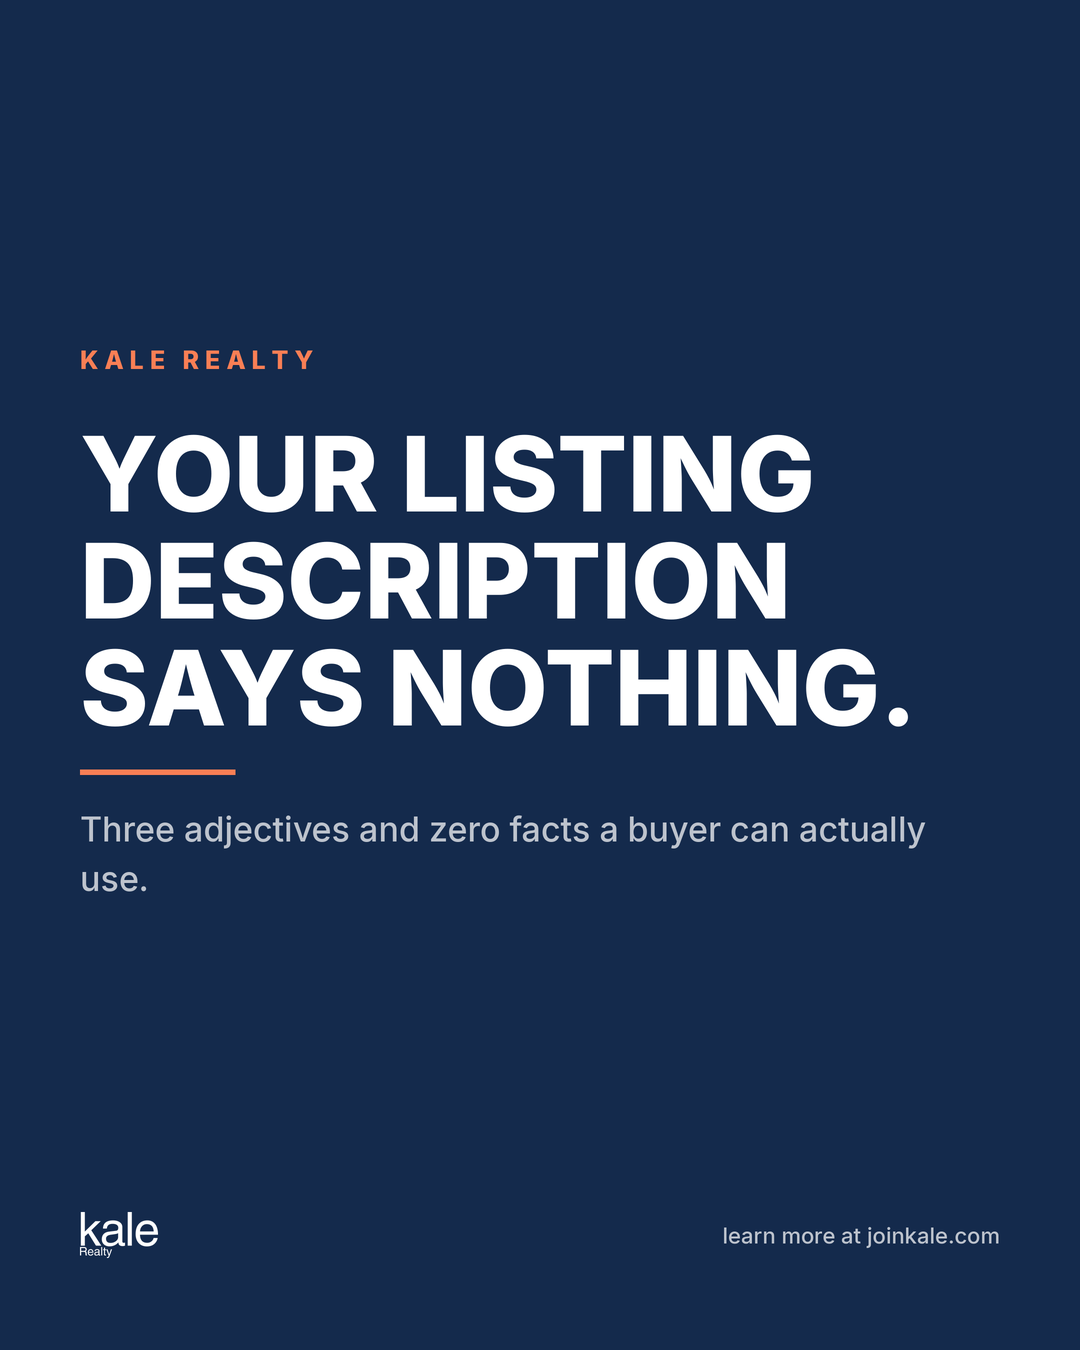 KALE REALTY
YOUR LISTING
DESCRIPTION
SAYS NOTHING.
Three adjectives and zero facts a buyer can actually
use.
kale
Realty
learn more at joinkale.com